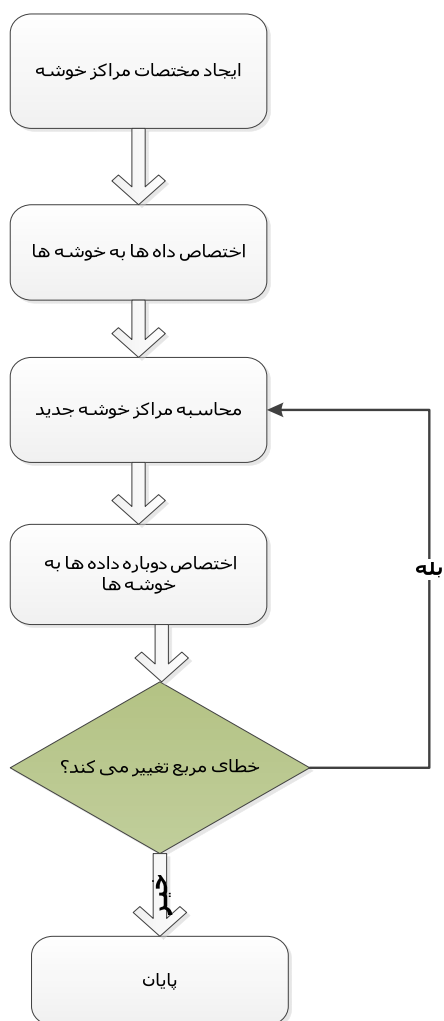 ایجاد مختصات مراکز خوشه
اختصاص داه ها به خوشه ها
محاسبه مراکز خوشه جدید
اختصاص دوباره داده ها به
خوشه ها
بله
خطای مربع تغییر می کند؟
خیر
پایان